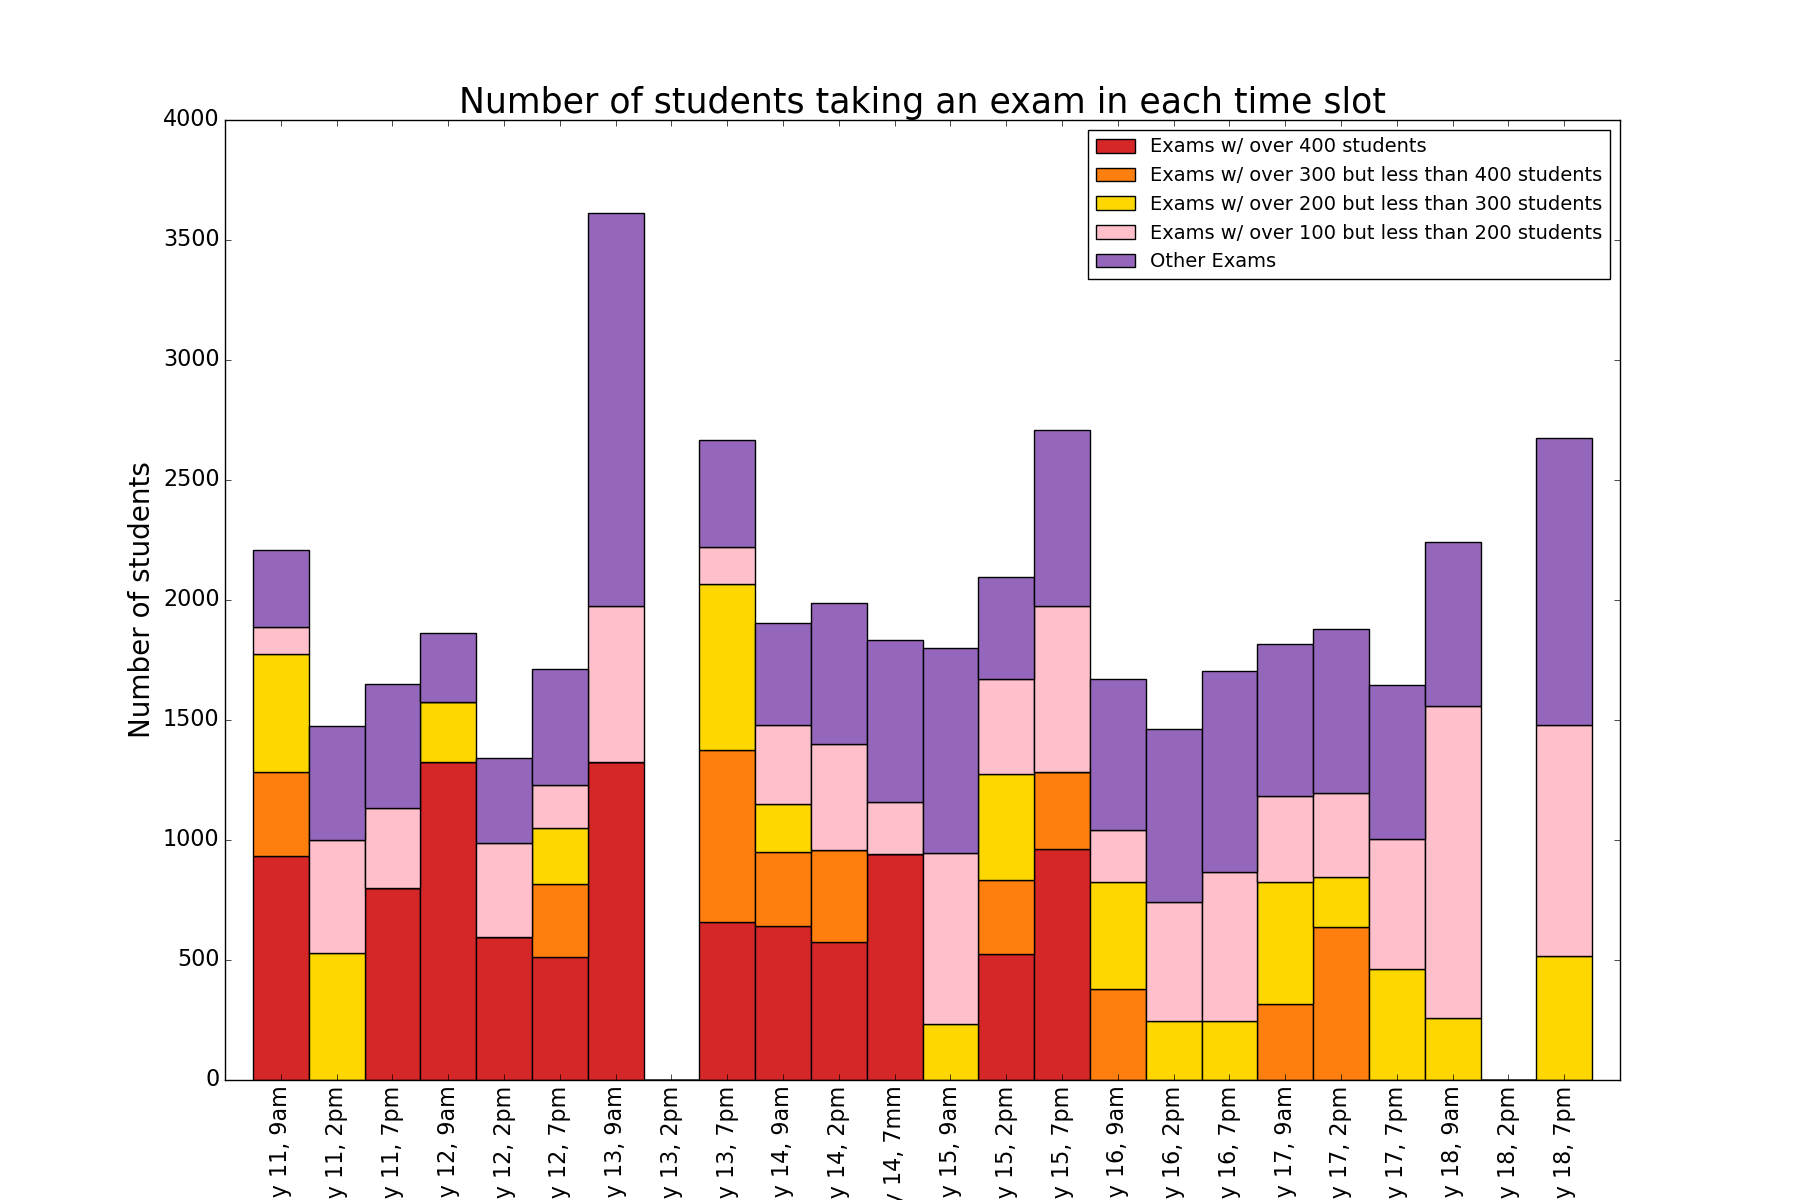 Number of students taking an exam in each time slot
Number of students
4000
3500
3000
2500
2000
1500
1000
500
0
Exams w/ over 400 students
Exams w/ over 300 but less than 400 students
Exams w/ over 200 but less than 300 students
Exams w/ over 100 but less than 200 students
Other Exams
y 11, 9am
y 11, 2pm
y 11, 7pm
y 12, 9am
y 12, 2pm
y 12, 7pm
y 13, 9am
y 13, 2pm
y 13, 7pm
y 14, 9am
y 14, 2pm
y 14, 7mm
y 15, 9am
y 15, 2pm
y 15, 7pm
y 16, 9am
y 16, 2pm
y 16, 7pm
y 17, 9am
y 17, 2pm
y 17, 7pm
y 18, 9am
y 18, 2pm
y 18, 7pm